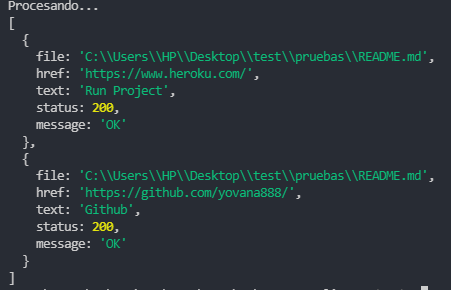 Procesando...
[
  {
    file: 'C:\\Users\\HP\\Desktop\\test\\pruebas\\README.md',
    href: 'https://www.heroku.com/',
    text: 'Run Project',
    status: 200,
    message: 'OK'
  },
  {
    file: 'C:\\Users\\HP\\Desktop\\test\\pruebas\\README.md',
    href: 'https://github.com/yovana888/',
    text: 'Github',
    status: 200,
    message: 'OK'
  }
]